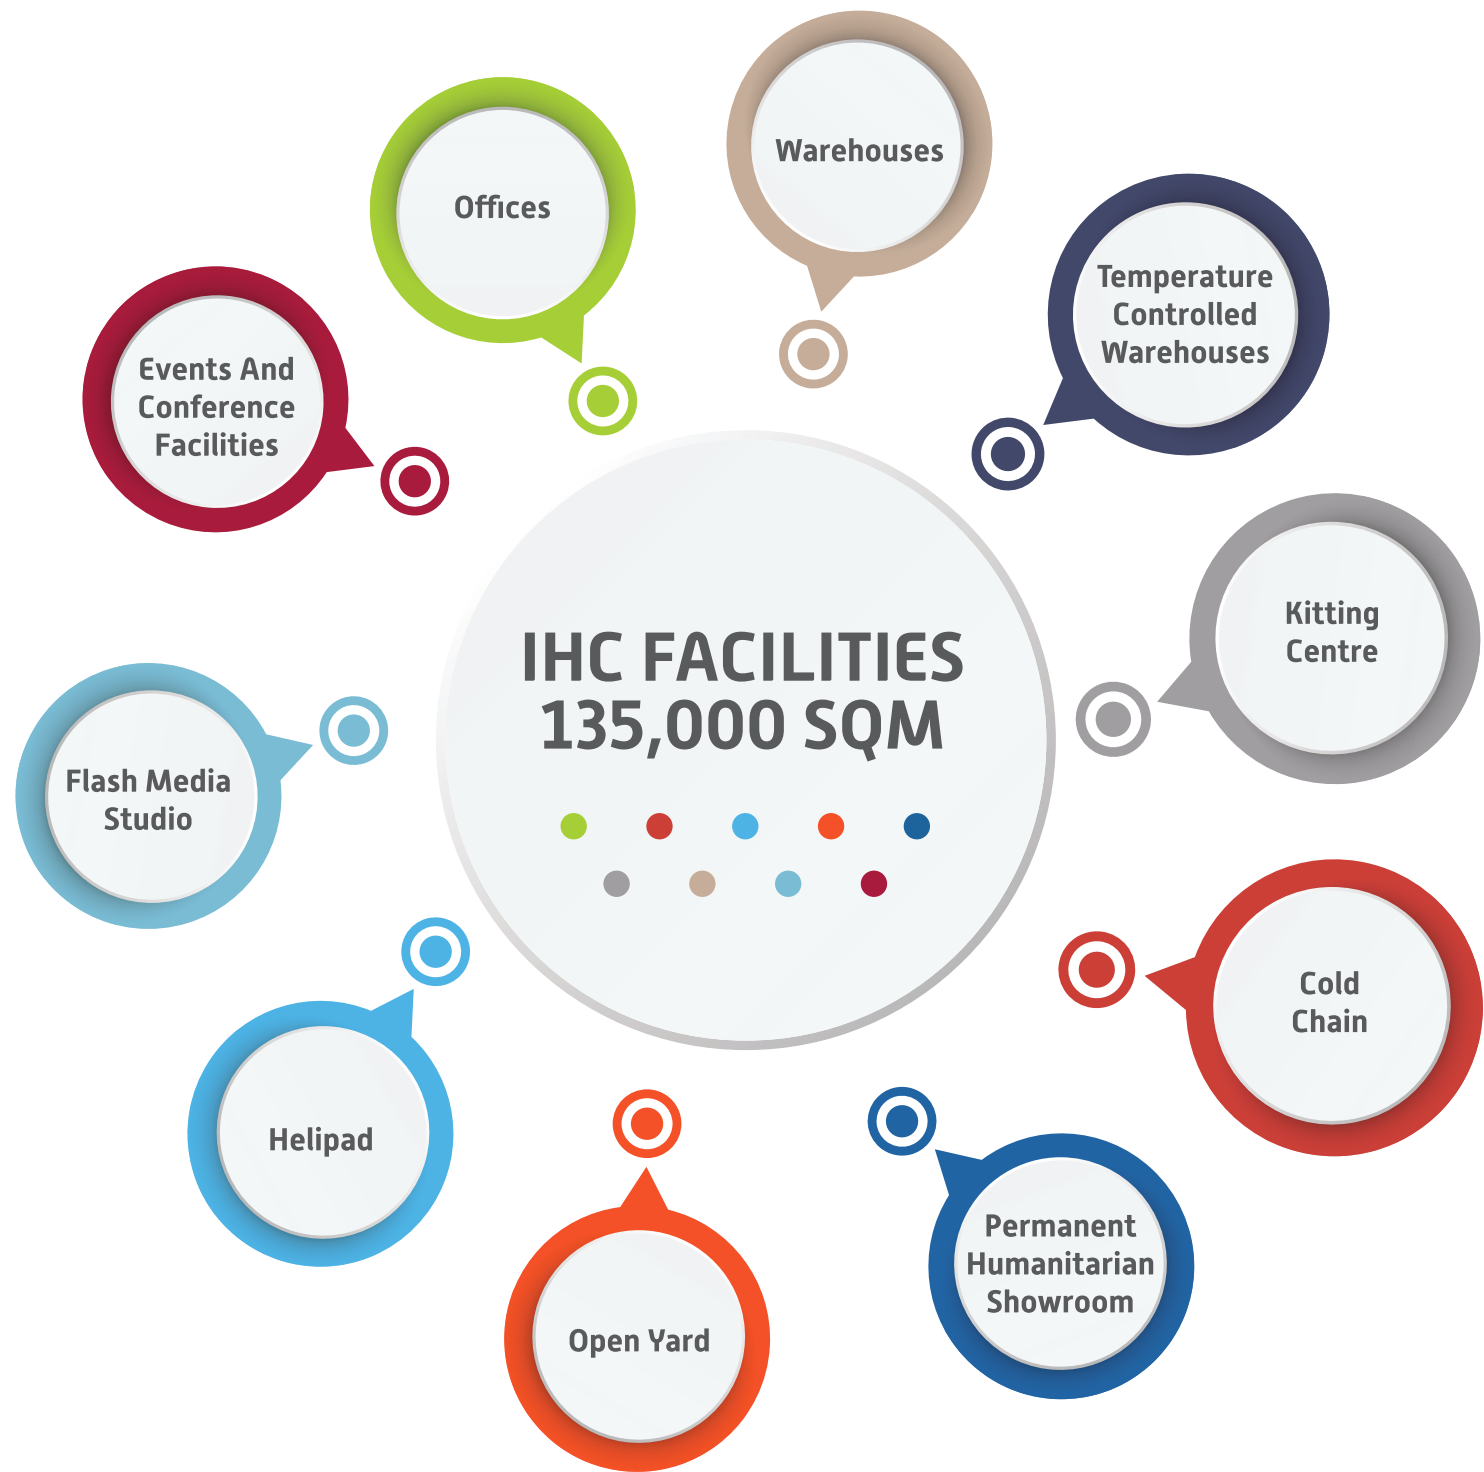 Warehouses
Offices
Temperature
Controlled
Warehouses
Events And
Conference
Facilities
Kitting
Centre
IHC FACILITIES
135,000 SQM
Flash Media
Studio
Cold
Chain
Helipad
Permanent
Humanitarian
Showroom
Open Yard